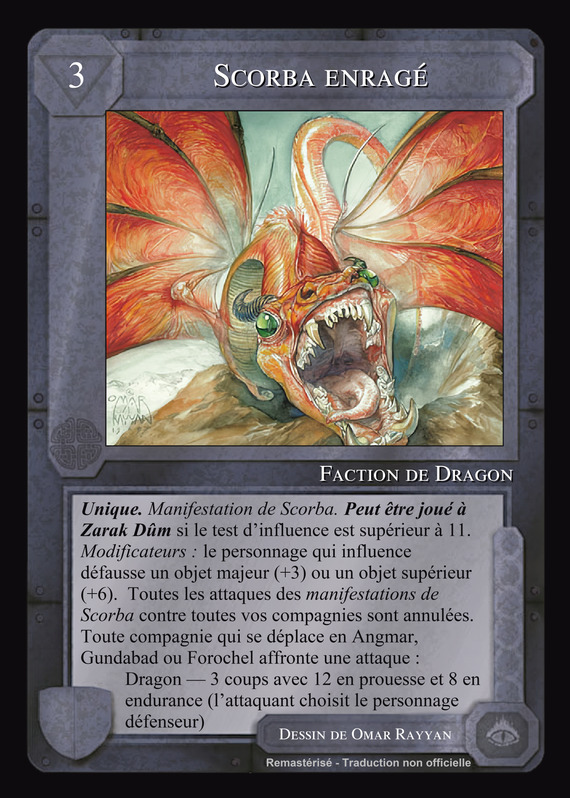 3
Scorba enragé
OMAR
RAYYAN
Faction de Dragon
Unique. Manifestation de Scorba. Peut être joué à
Zarak Dûm si le test d'influence est supérieur à 11.
Modificateurs : le personnage qui influence
défausse un objet majeur (+3) ou un objet supérieur
(+6).  Toutes les attaques des manifestations de
Scorba contre toutes vos compagnies sont annulées.
Toute compagnie qui se déplace en Angmar,
Gundabad ou Forochel affronte une attaque :
Dragon — 3 coups avec 12 en prouesse et 8 en
endurance (l'attaquant choisit le personnage
défenseur)
Dessin de Omar Rayyan
Remastérisé - Traduction non officielle